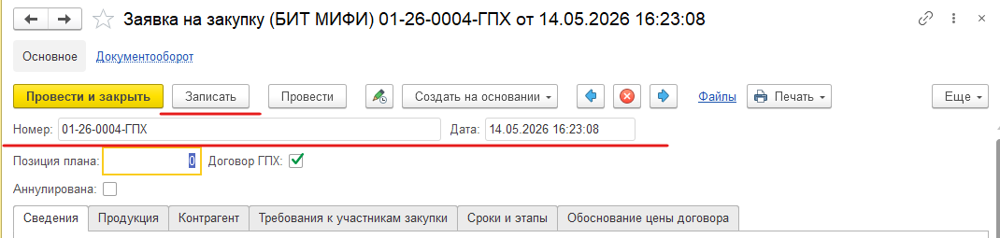 Заявка на закупку (БИТ МИФИ) 01-26-0004-ГПХ от 14.05.2026 16:23:08
Основное Документооборот
Провести и закрыть Записать Провести Создать на основании Файлы Печать Еще
Номер: 01-26-0004-ГПХ Дата: 14.05.2026 16:23:08
Позиция плана: 0 Договор ГПХ:
Аннулирована:
Сведения Продукция Контрагент Требования к участникам закупки Сроки и этапы Обоснование цены договора